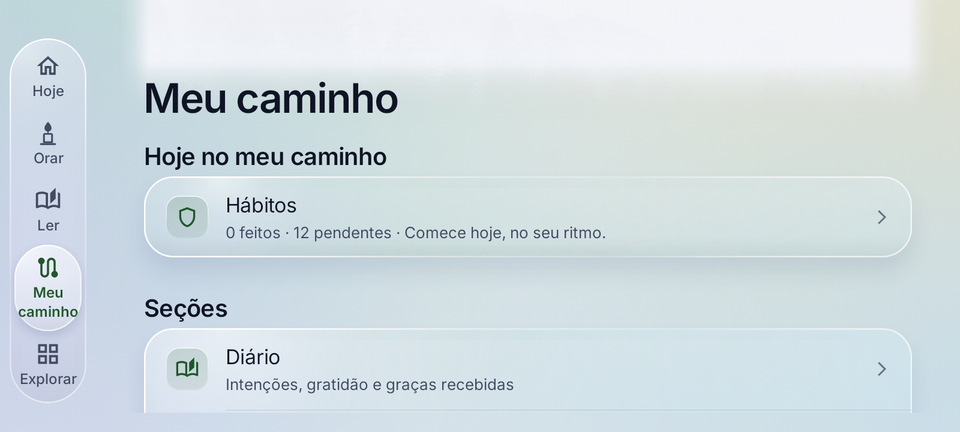 Hoje
Orar
Ler
Meu
caminho
Explorar
Meu caminho
Hoje no meu caminho
Hábitos
0 feitos · 12 pendentes · Comece hoje, no seu ritmo.
Seções
Diário
Intenções, gratidão e graças recebidas